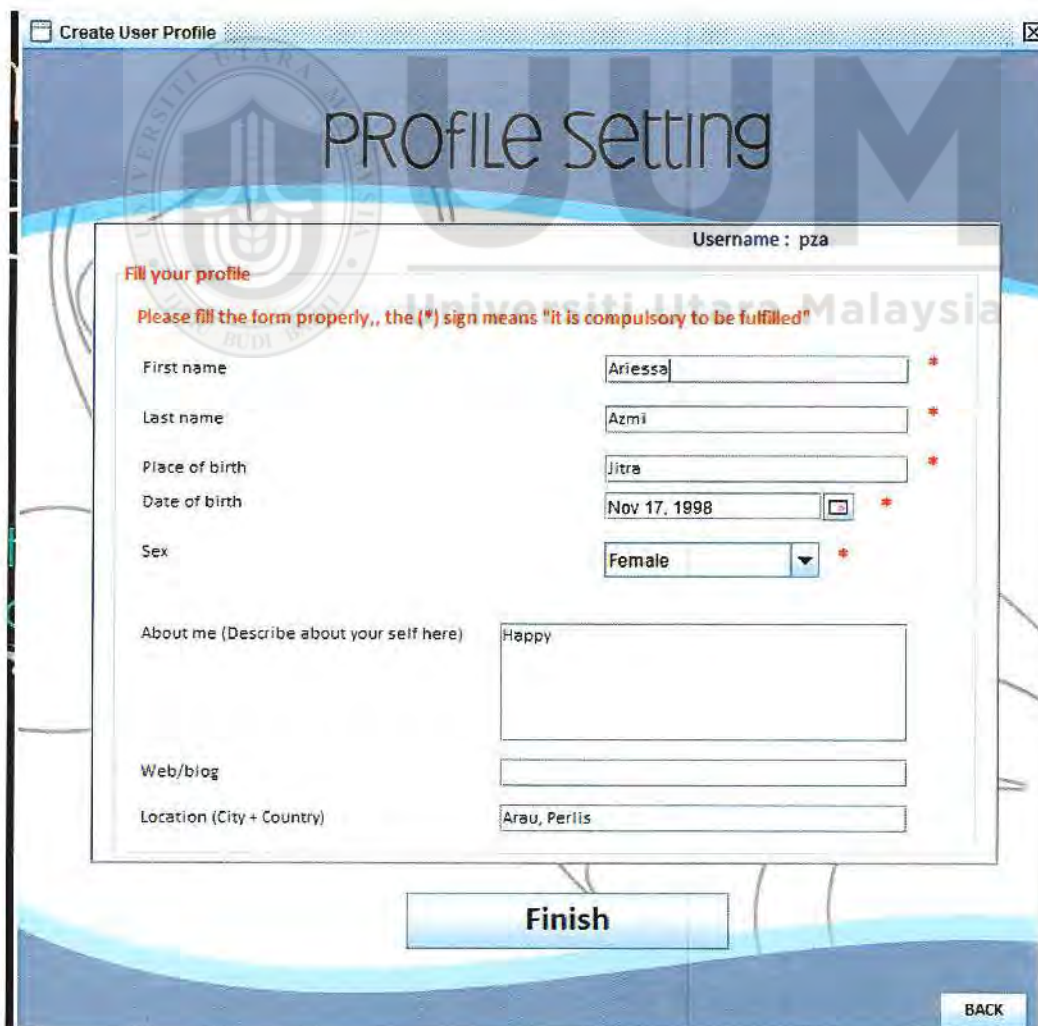 Create User Profile
PROfILe Setting
UUM
Universiti Utara Malaysia
UNIVERSITI UTARA MALAYSIA
BUDI
Username : pza
Fill your profile
Please fill the form properly,, the (*) sign means "it is compulsory to be fulfilled"
First name Ariessa *
Last name Azmi *
Place of birth Jitra *
Date of birth Nov 17, 1998 *
Sex Female *
About me (Describe about your self here) Happy
Web/blog
Location (City + Country) Arau, Perlis
Finish
BACK